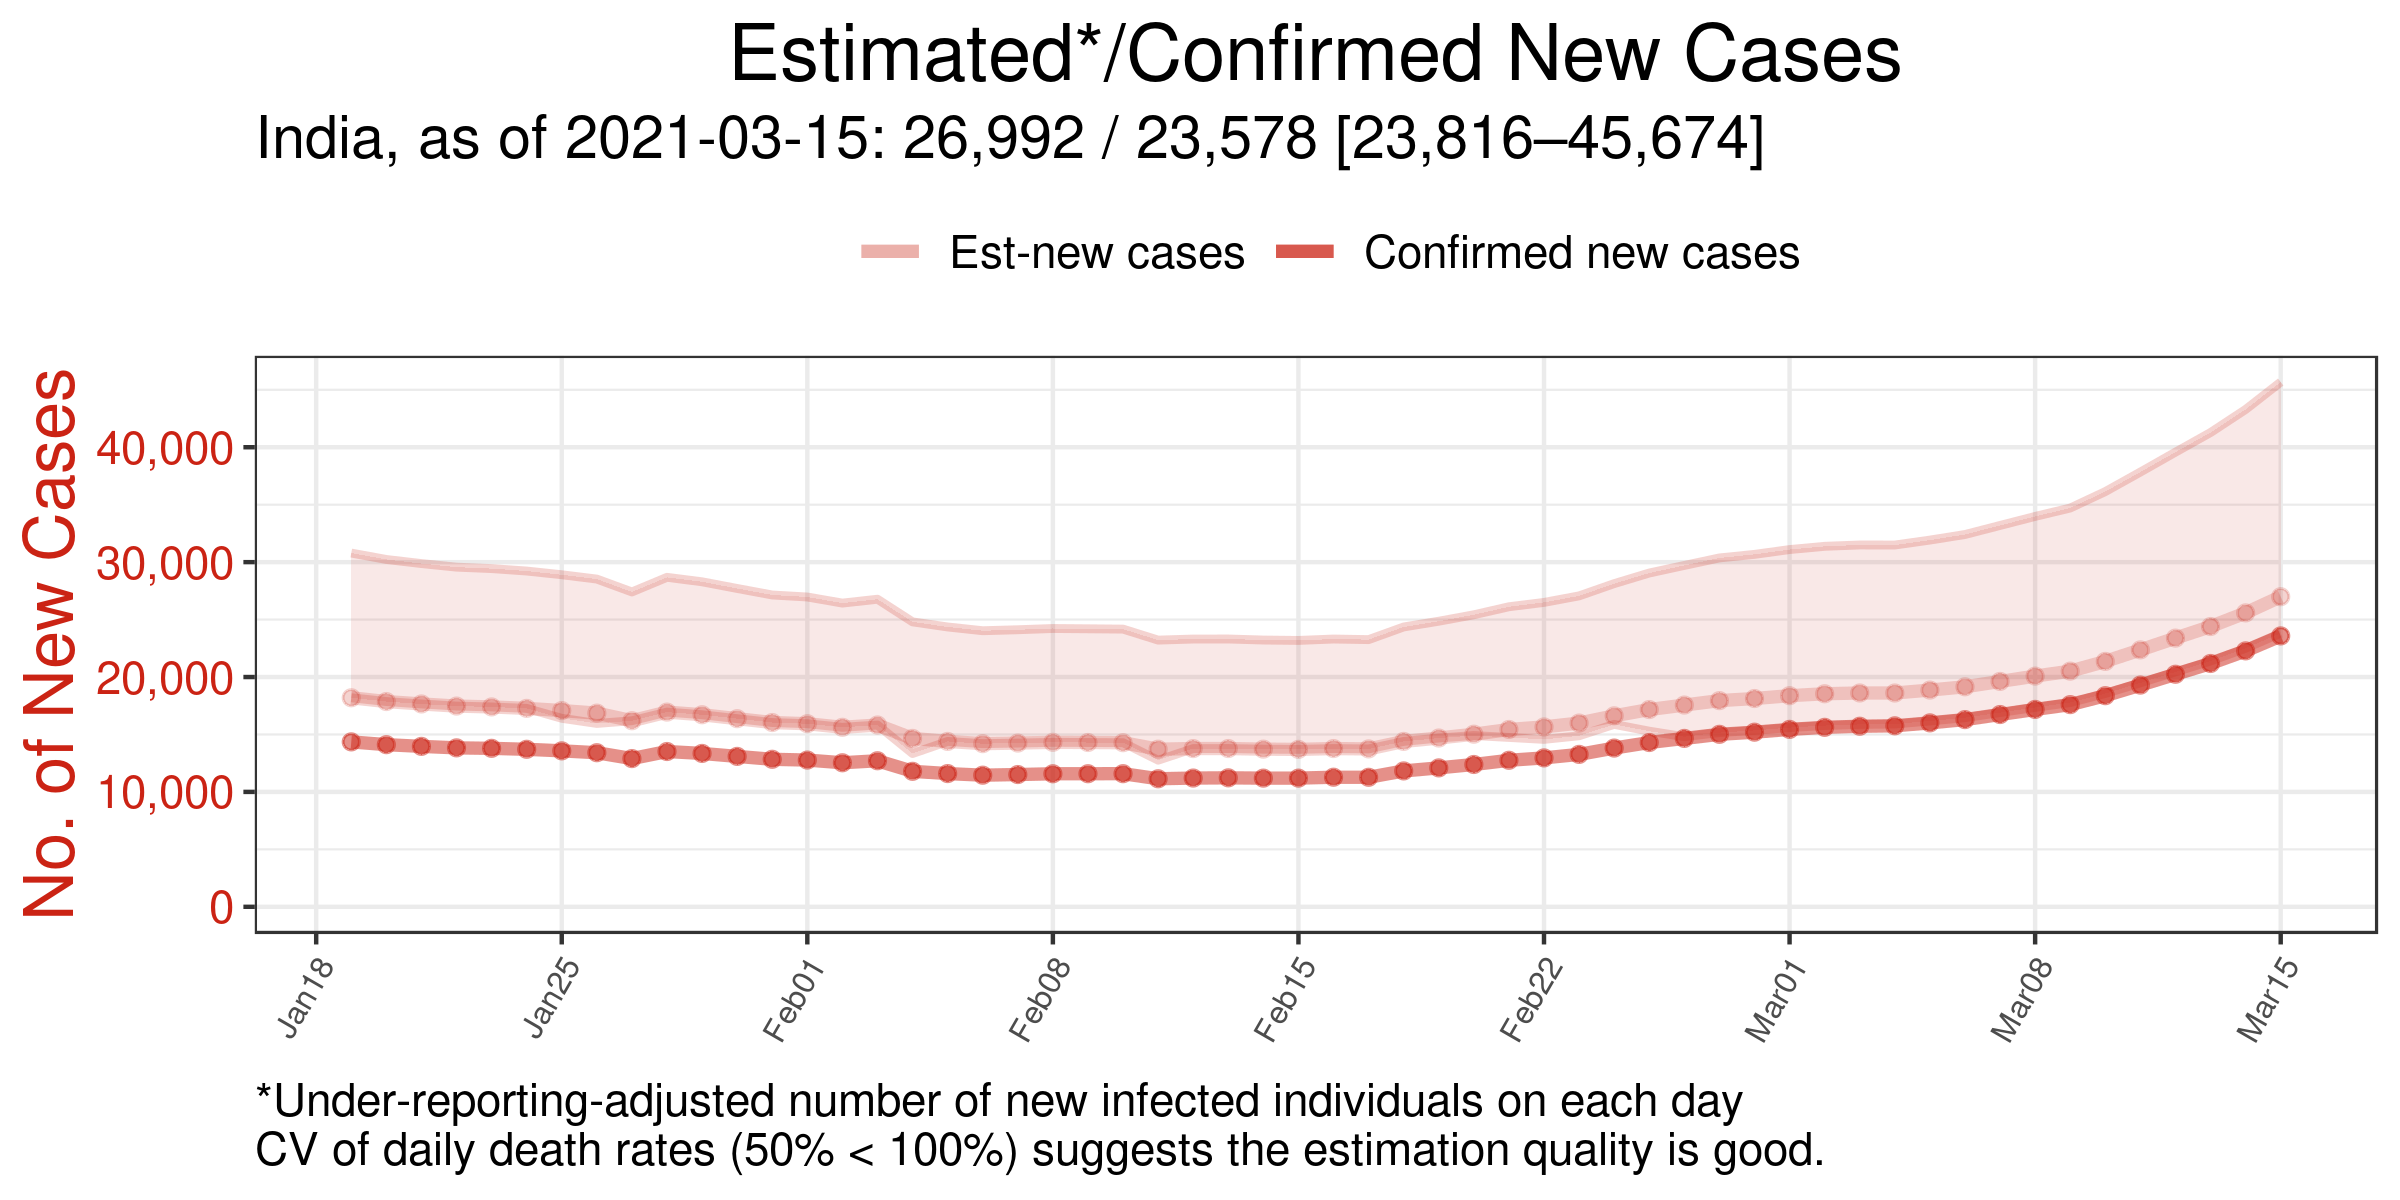 Estimated*/Confirmed New Cases
India, as of 2021-03-15: 26,992 / 23,578 [23,816–45,674]
Est-new cases
Confirmed new cases
No. of New Cases
40,000
30,000
20,000
10,000
0
Jan18
Jan25
Feb01
Feb08
Feb15
Feb22
Mar01
Mar08
Mar15
*Under-reporting-adjusted number of new infected individuals on each day
CV of daily death rates (50% < 100%) suggests the estimation quality is good.